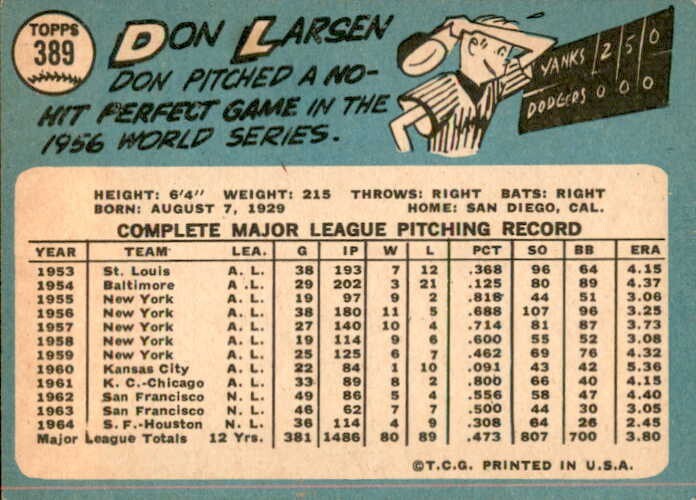 TOPPS
389
DON LARSEN
DON PITCHED A NO-
HIT PERFECT GAME IN THE
1956 WORLD SERIES.
YANKS 2 5 0
DODGERS 0 0 0
HEIGHT: 6'4" WEIGHT: 215 THROWS: RIGHT BATS: RIGHT
BORN: AUGUST 7, 1929 HOME: SAN DIEGO, CAL.
COMPLETE MAJOR LEAGUE PITCHING RECORD
YEAR TEAM LEA. G IP W L PCT SO BB ERA
1953 St. Louis A. L. 38 193 7 12 .368 96 64 4.15
1954 Baltimore A .L. 29 202 3 21 .125 80 89 4.37
1955 New York A. L. 19 97 9 2 .818 44 51 3.06
1956 New York A. L. 38 180 11 5 .688 107 96 3.25
1957 New York A. L. 27 140 10 4 .714 81 87 3.73
1958 New York A. L. 19 114 9 6 .600 55 52 3.08
1959 New York A. L. 25 125 6 7 .462 69 76 4.32
1960 Kansas City A. L. 22 84 1 10 .091 43 42 5.36
1961 K. C.-Chicago A. L. 33 89 8 2 .800 66 40 4.15
1962 San Francisco N. L. 49 86 5 4 .556 58 47 4.40
1963 San Francisco N. L. 46 62 7 7 .500 44 30 3.05
1964 S. F.-Houston N. L. 36 114 4 9 .308 64 26 2.45
Major League Totals 12 Yrs. 381 1486 80 89 .473 807 700 3.80
©T.C.G. PRINTED IN U.S.A.